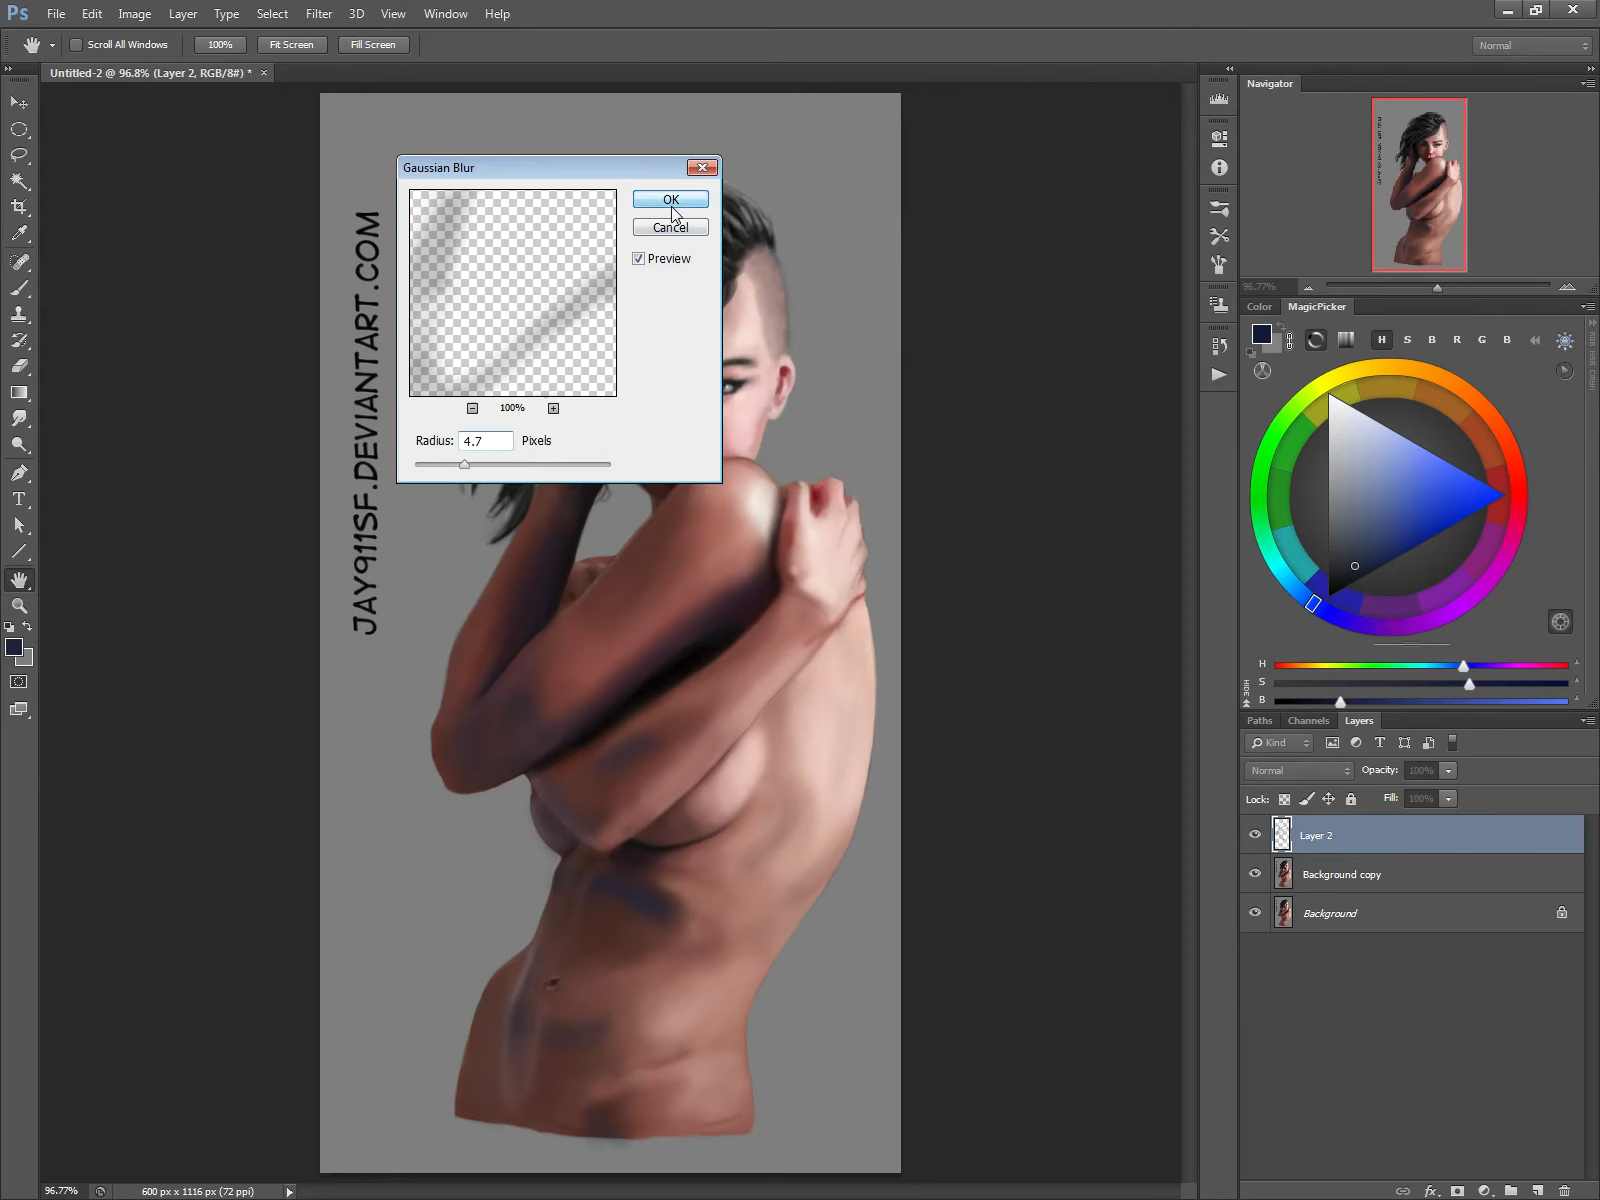 Ps File Edit Image Layer Type Select Filter 3D View Window Help
Scroll All Windows 100% Fit Screen Fill Screen Normal
Untitled-2 @ 96.8% (Layer 2, RGB/8#) * ×
Navigator
96.77%
Gaussian Blur
OK
Cancel
Preview
100%
Radius: 4.7 Pixels
JAY911SF.DEVIANTART.COM
Color MagicPicker
H S B R G B
H
S
B
HIDE
Paths Channels Layers
Kind
Normal Opacity: 100%
Lock: Fill: 100%
Layer 2
Background copy
Background
fx
96.77% 600 px x 1116 px (72 ppi)